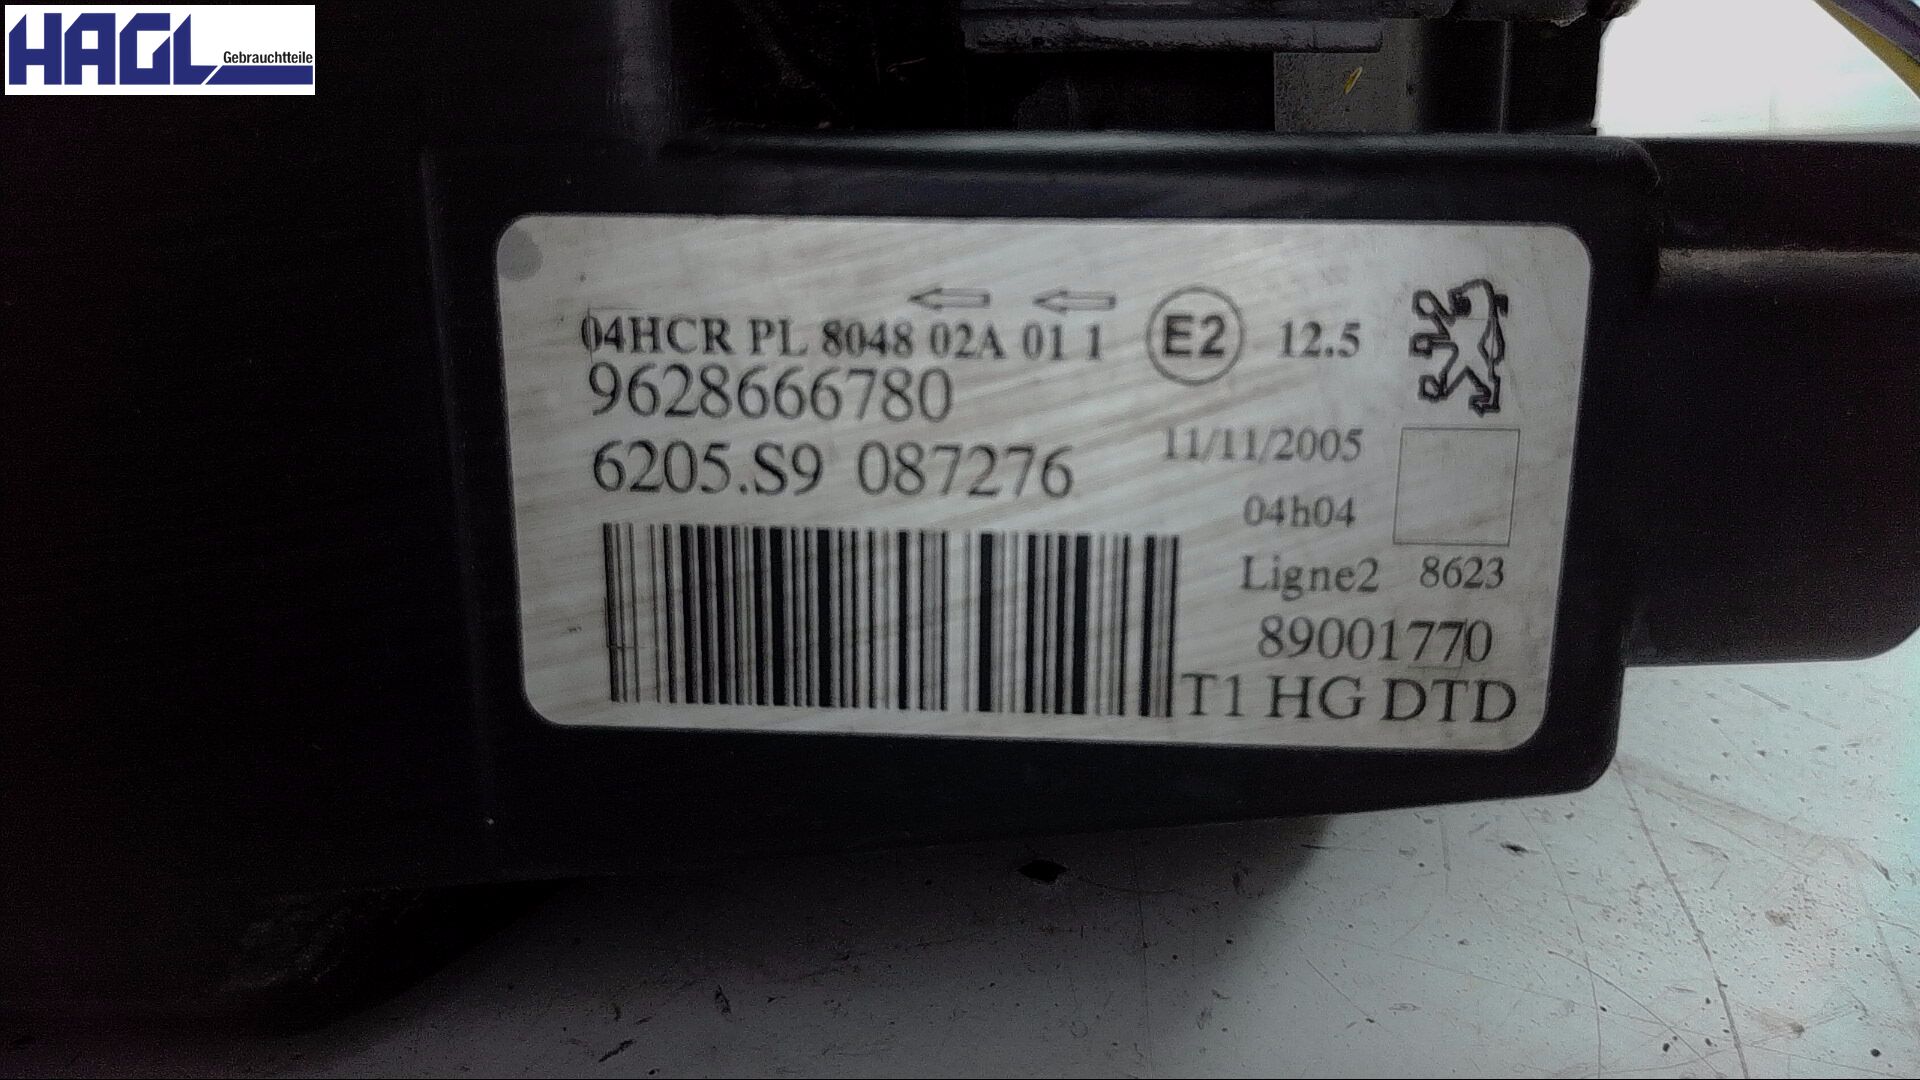 HAGL
Gebrauchtteile
04HCR PL 8048 02A 01 1 E2 12.5
9628666780
6205.S9 087276 11/11/2005
04h04
Ligne2 8623
89001770
T1 HG DTD